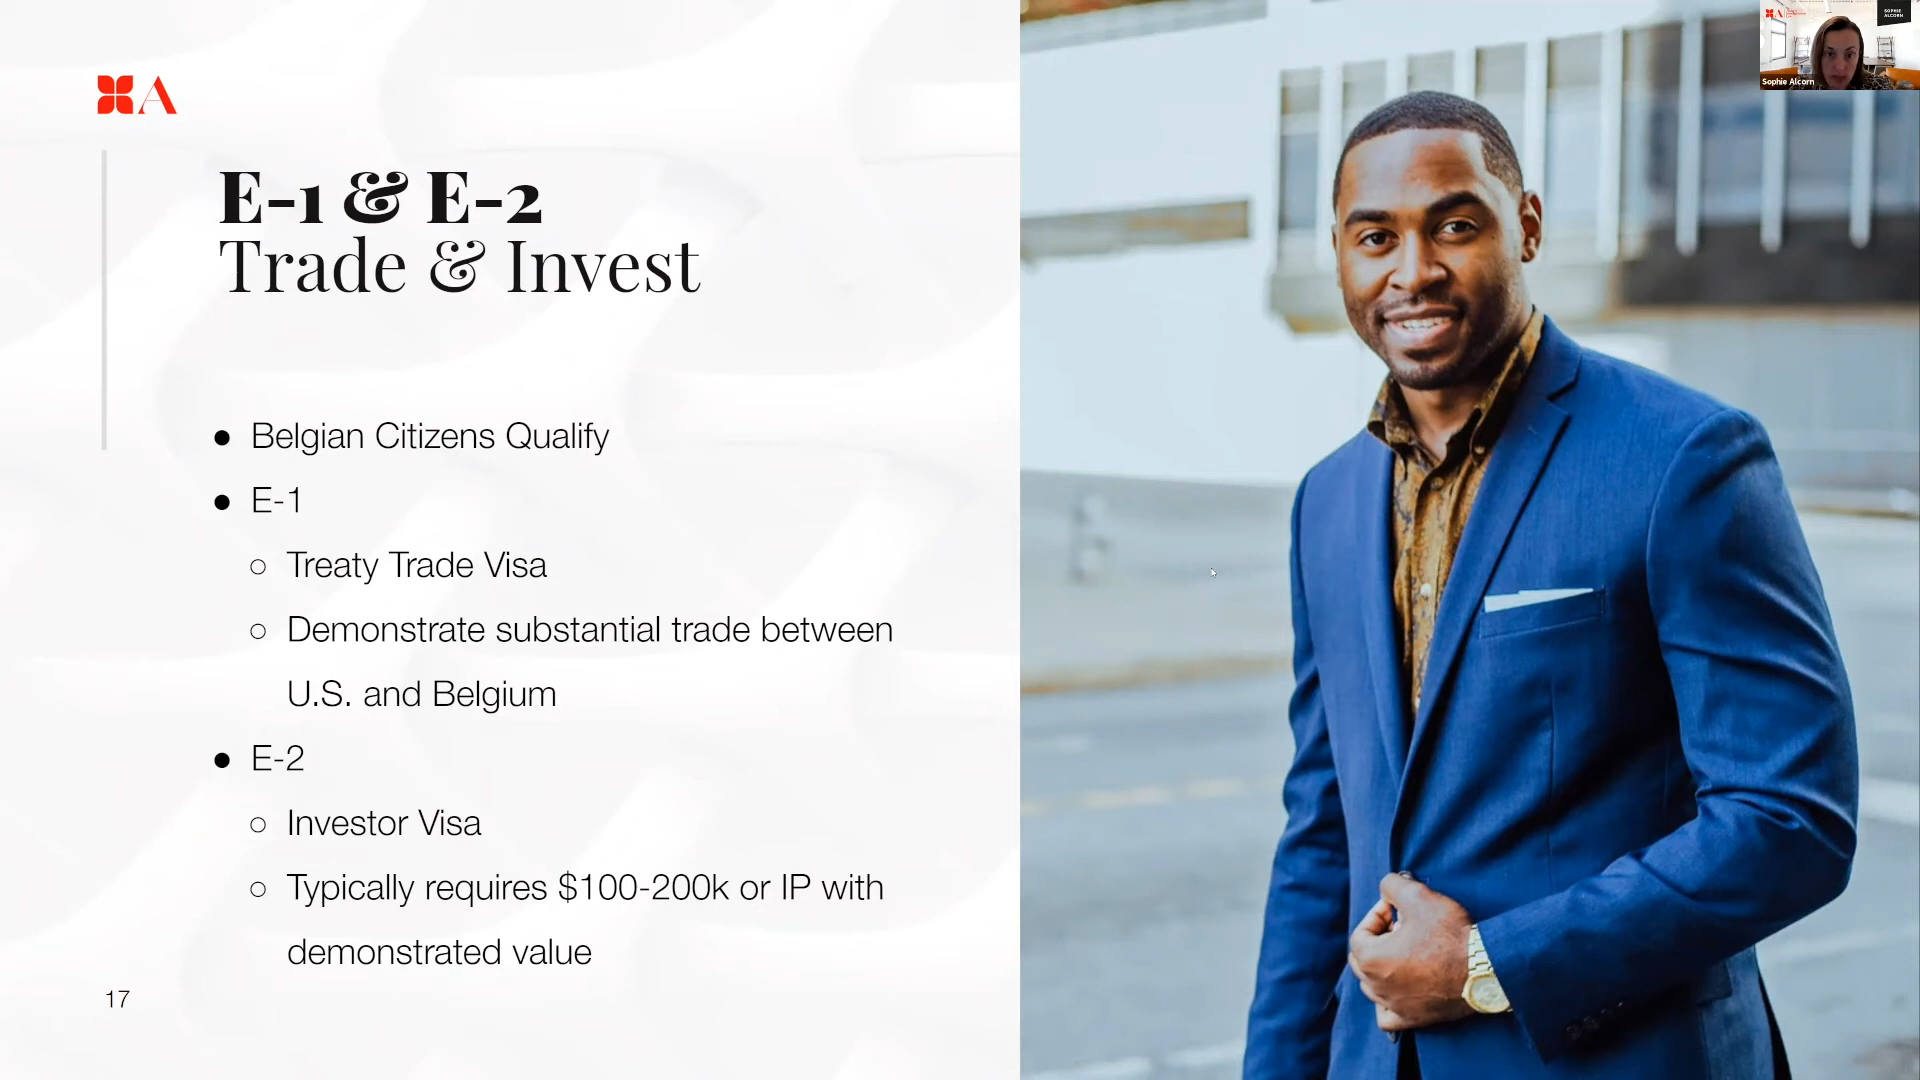 A
E-1 & E-2
Trade & Invest
● Belgian Citizens Qualify
● E-1
○ Treaty Trade Visa
○ Demonstrate substantial trade between
U.S. and Belgium
● E-2
○ Investor Visa
○ Typically requires $100-200k or IP with
demonstrated value
17
A
SOPHIE
ALCORN
Sophie Alcorn